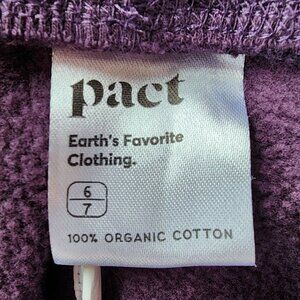 pact
Earth's Favorite
Clothing.
6
7
100% ORGANIC COTTON